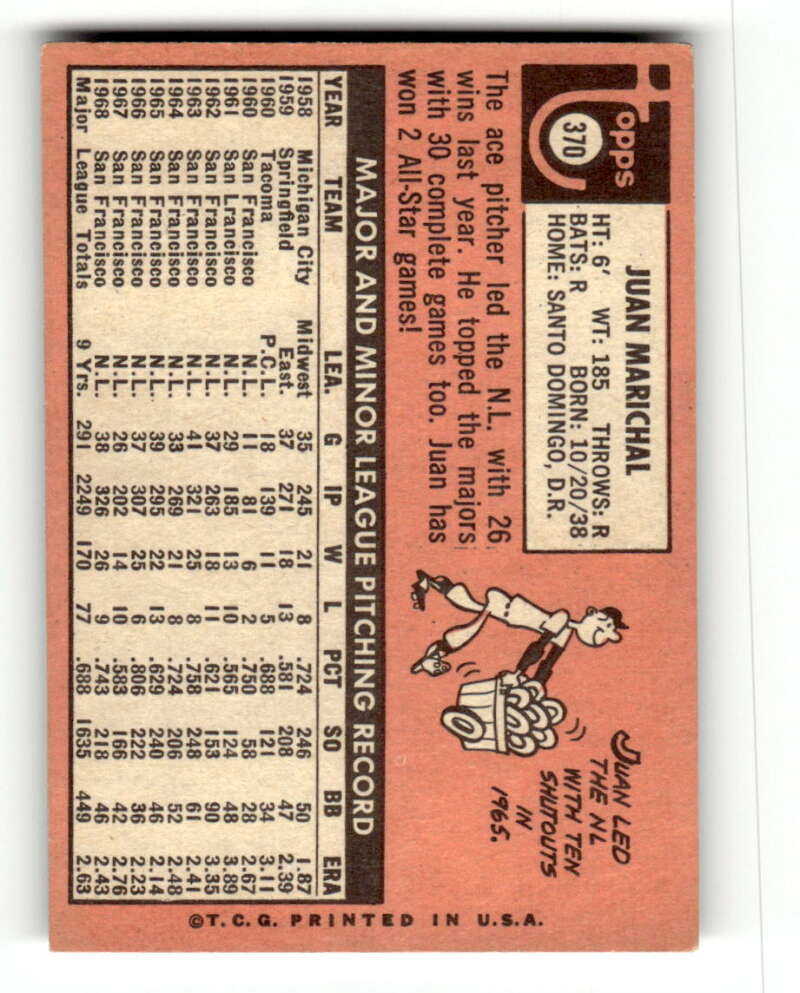 Topps
370
JUAN MARICHAL
HT: 6' WT: 185 THROWS: R
BATS: R BORN: 10/20/38
HOME: SANTO DOMINGO, D.R.
The ace pitcher led the N.L. with 26
wins last year. He topped the majors
with 30 complete games too. Juan has
won 2 All-Star games!
JUAN LED
THE NL
WITH TEN
SHUTOUTS
IN
1965.
MAJOR AND MINOR LEAGUE PITCHING RECORD
YEAR TEAM LEA. G IP W L PCT SO BB ERA
1958 Michigan City Midwest 35 245 21 8 .724 246 50 1.87
1959 Springfield East. 37 271 18 13 .581 208 47 2.39
1960 Tacoma P.C.L. 18 139 11 5 .688 121 34 3.11
1960 San Francisco N.L. 11 81 6 2 .750 58 28 2.67
1961 San Lrancisco N.L. 29 185 13 10 .565 124 48 3.89
1962 San Francisco N.L. 37 263 18 11 .621 153 90 3.35
1963 San Francisco N.L. 41 321 25 8 .758 248 61 2.41
1964 San Francisco N.L. 33 269 21 8 .724 206 52 2.48
1965 San Francisco N.L. 39 295 22 13 .629 240 46 2.14
1966 San Francisco N.L. 37 307 25 6 .806 222 36 2.23
1967 San Francisco N.L. 26 202 14 10 .583 166 42 2.76
1968 San Francisco N.L. 38 326 26 9 .743 218 46 2.43
Major League Totals 9 Yrs. 291 2249 170 77 .688 1635 449 2.63
©T.C.G. PRINTED IN U.S.A.